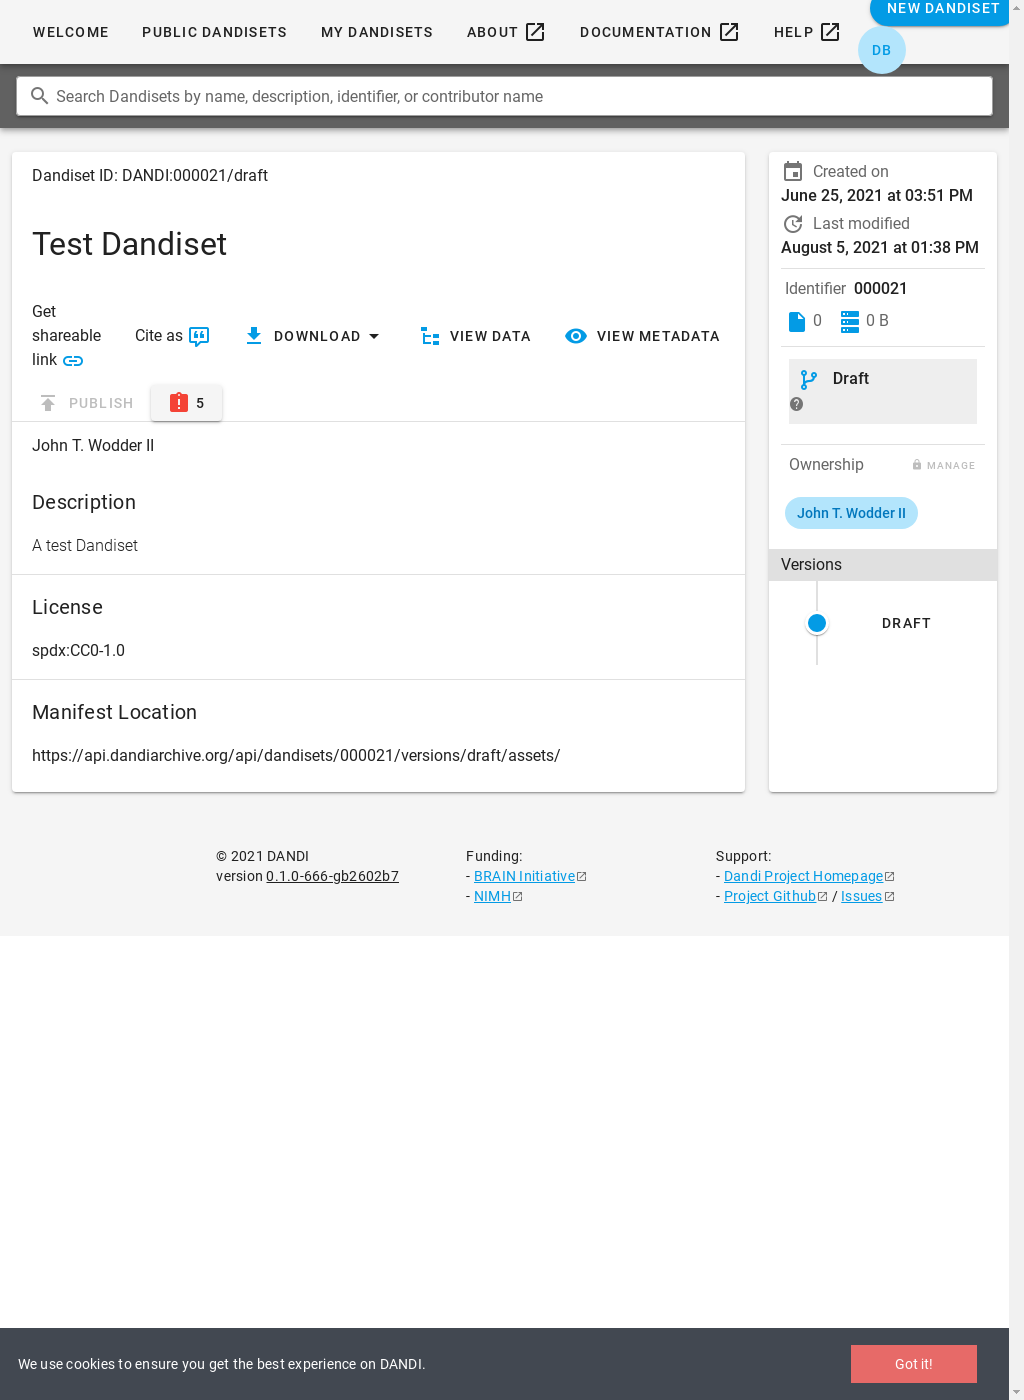 WELCOME PUBLIC DANDISETS MY DANDISETS ABOUT DOCUMENTATION HELP NEW DANDISET
DB
Search Dandisets by name, description, identifier, or contributor name
Dandiset ID: DANDI:000021/draft
Test Dandiset
Get shareable link
Cite as
DOWNLOAD
VIEW DATA
VIEW METADATA
PUBLISH
5
John T. Wodder II
Description
A test Dandiset
License
spdx:CC0-1.0
Manifest Location
https://api.dandiarchive.org/api/dandisets/000021/versions/draft/assets/
Created on
June 25, 2021 at 03:51 PM
Last modified
August 5, 2021 at 01:38 PM
Identifier 000021
0 0 B
Draft
Ownership MANAGE
John T. Wodder II
Versions
DRAFT
© 2021 DANDI
version 0.1.0-666-gb2602b7
Funding:
- BRAIN Initiative
- NIMH
Support:
- Dandi Project Homepage
- Project Github / Issues
We use cookies to ensure you get the best experience on DANDI.
Got it!